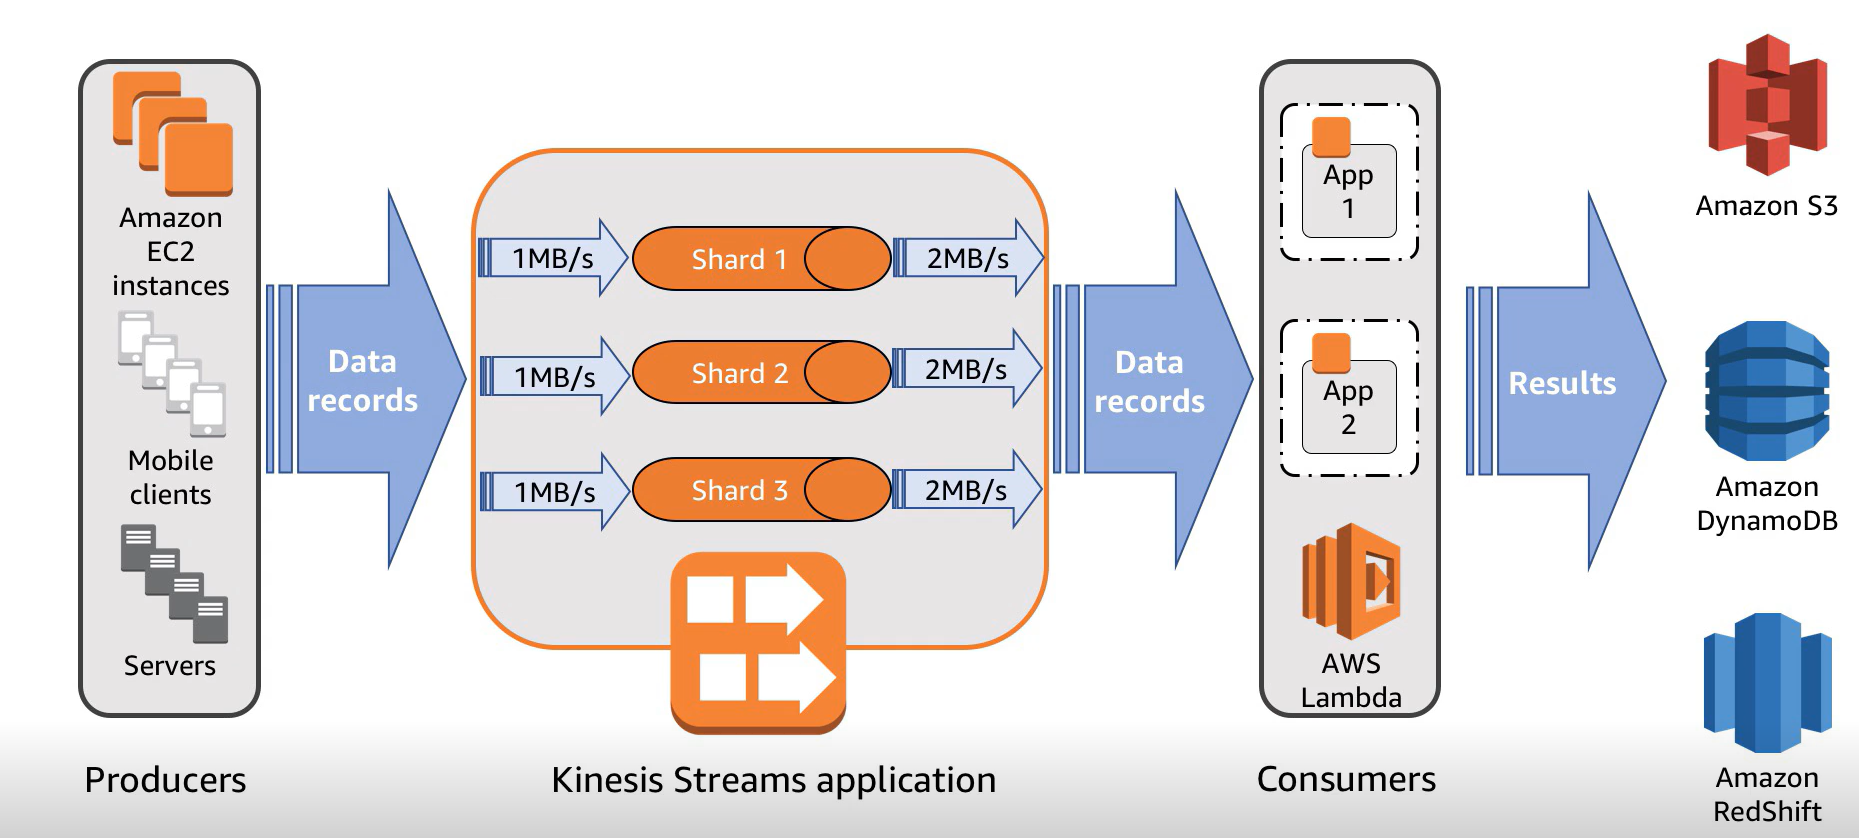 Amazon
EC2
instances
Mobile
clients
Servers
Producers
Data
records
1MB/s
Shard 1
2MB/s
1MB/s
Shard 2
2MB/s
1MB/s
Shard 3
2MB/s
Kinesis Streams application
Data
records
App
1
App
2
AWS
Lambda
Consumers
Results
Amazon S3
Amazon
DynamoDB
Amazon
RedShift